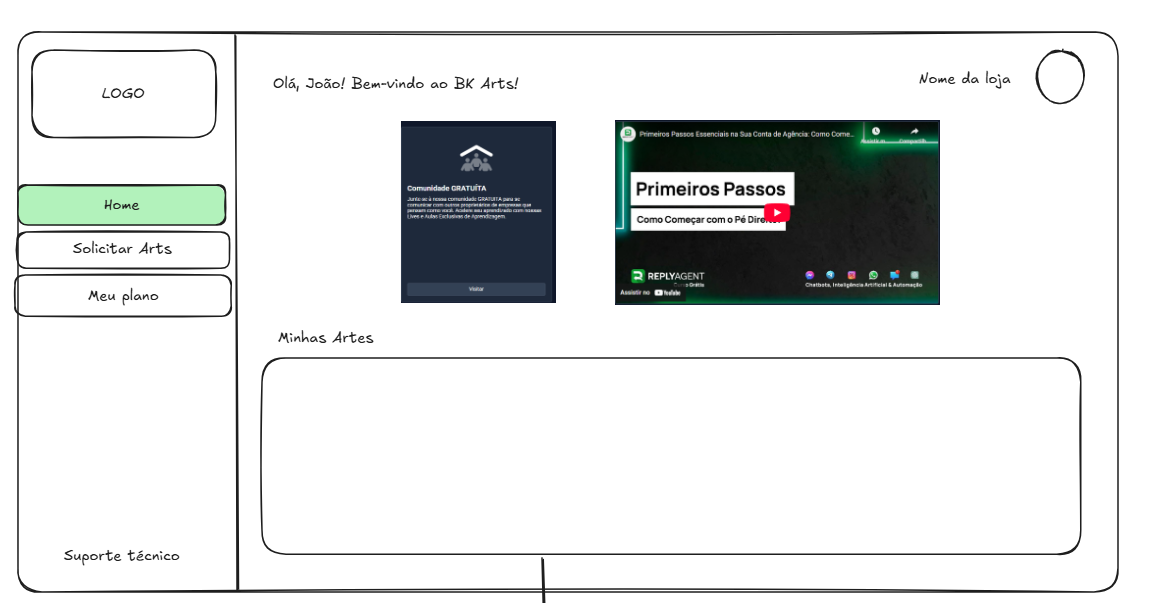 LOGO
Olá, João! Bem-vindo ao BK Arts!
Nome da loja
Home
Solicitar Arts
Meu plano
Suporte técnico
Comunidade GRATUÍTA
Junte-se à nossa comunidade GRATUITA para se
comunicar com outros proprietários de empresas que
pensam como você. Acelere seu aprendizado com nossas
Lives e Aulas Exclusivas de Aprendizagem.
Visitar
Primeiros Passos Essenciais na Sua Conta de Agência: Como Come...
Assistir m...
Compartilh...
Primeiros Passos
Como Começar com o Pé Direito!
REPLYAGENT
Grátis
Chatbots, Inteligência Artificial & Automação
Assistir no YouTube
Minhas Artes